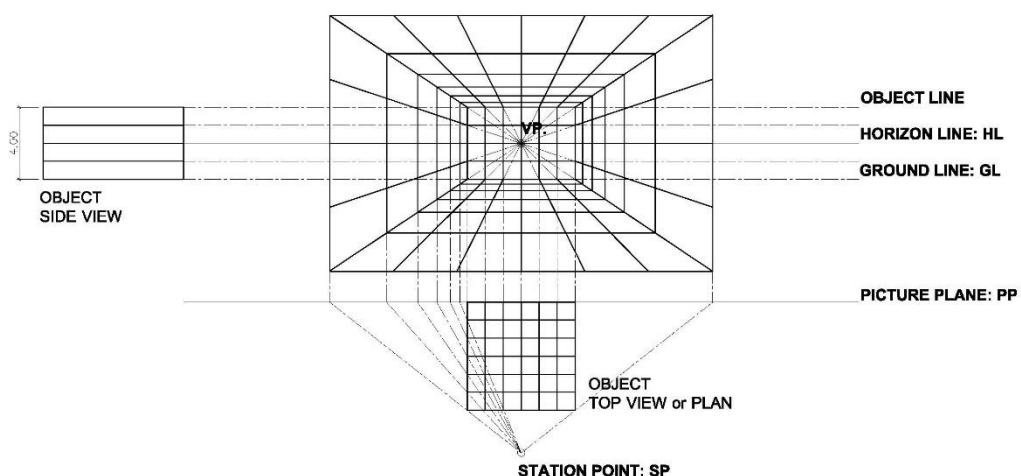 OBJECT LINE
VP.
HORIZON LINE: HL
4.00
GROUND LINE: GL
OBJECT
SIDE VIEW
PICTURE PLANE: PP
OBJECT
TOP VIEW or PLAN
STATION POINT: SP